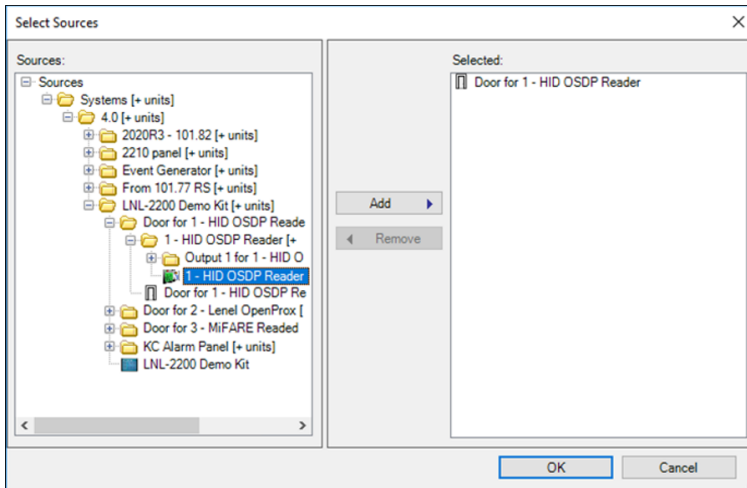 Select Sources
Sources:
Sources
Systems [+ units]
4.0 [+ units]
2020R3 - 101.82 [+ units]
2210 panel [+ units]
Event Generator [+ units]
From 101.77 RS [+ units]
LNL-2200 Demo Kit [+ units]
Door for 1 - HID OSDP Reade
1 - HID OSDP Reader [+
Output 1 for 1 - HID O
1 - HID OSDP Reader
Door for 1 - HID OSDP Re
Door for 2 - Lenel OpenProx [
Door for 3 - MiFARE Readed
KC Alarm Panel [+ units]
LNL-2200 Demo Kit
Add
Remove
Selected:
Door for 1 - HID OSDP Reader
OK
Cancel